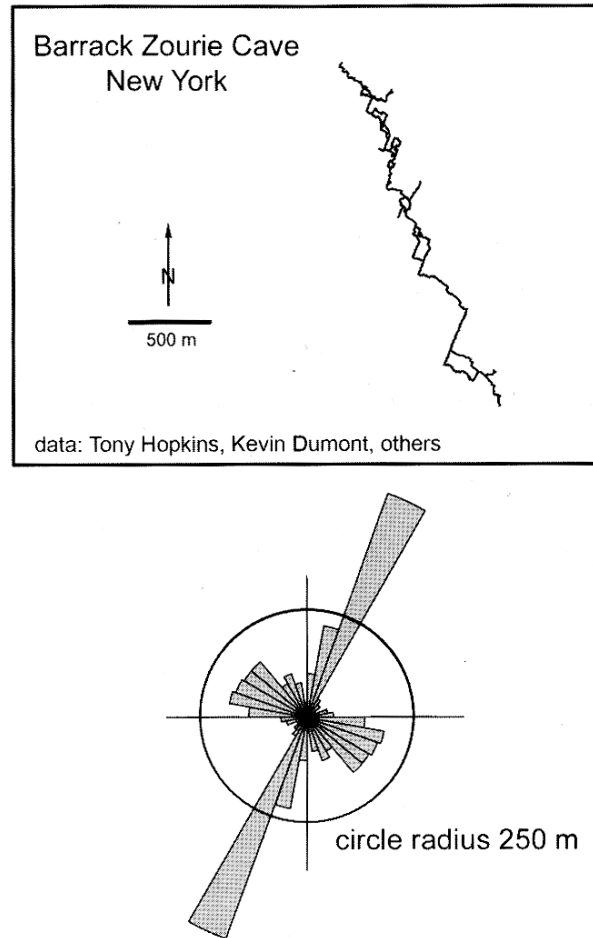 Barrack Zourie Cave
New York
N
500 m
data: Tony Hopkins, Kevin Dumont, others
circle radius 250 m